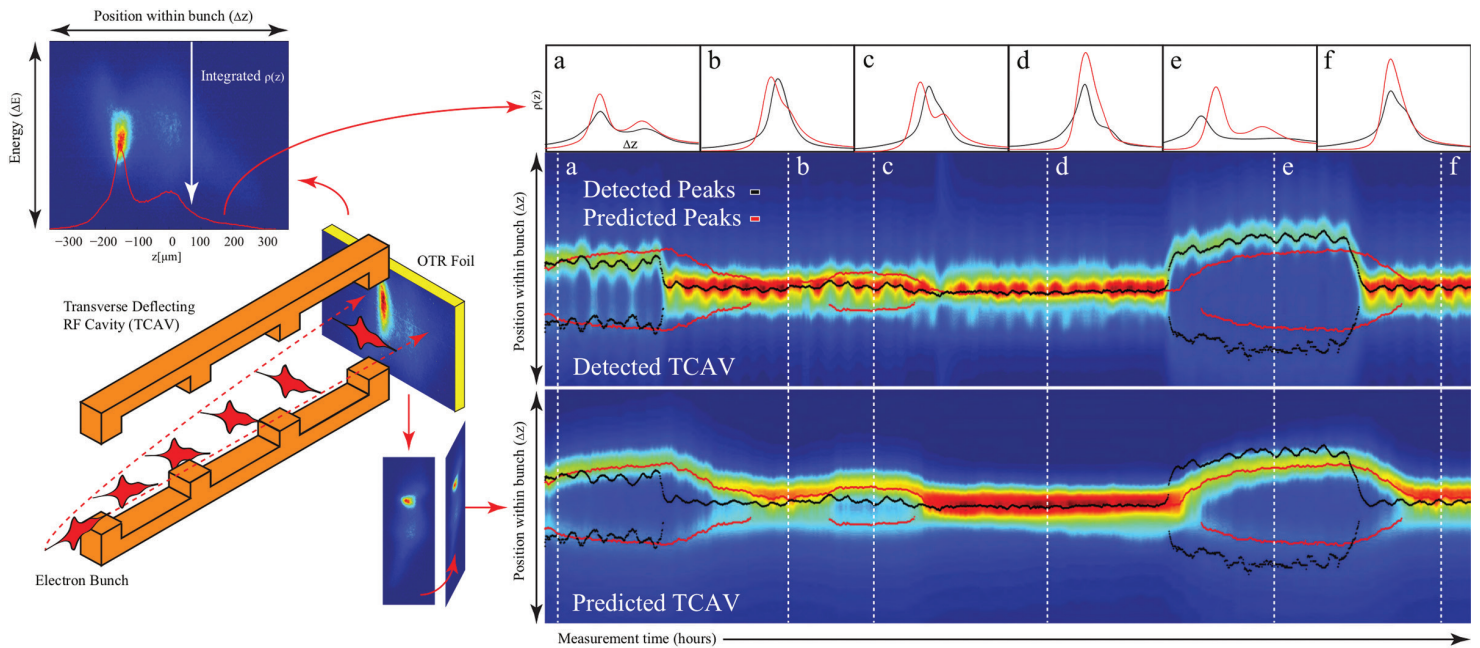 Position within bunch (Δz)
Energy (ΔE)
Integrated ρ(z)
−300 −200 −100 0 100 200 300
z[μm]
OTR Foil
Transverse Deflecting
RF Cavity (TCAV)
Electron Bunch
a b c d e f
ρ(z)
Δz
a b c d e f
Detected Peaks
Predicted Peaks
Position within bunch (Δz)
Detected TCAV
Position within bunch (Δz)
Predicted TCAV
Measurement time (hours)